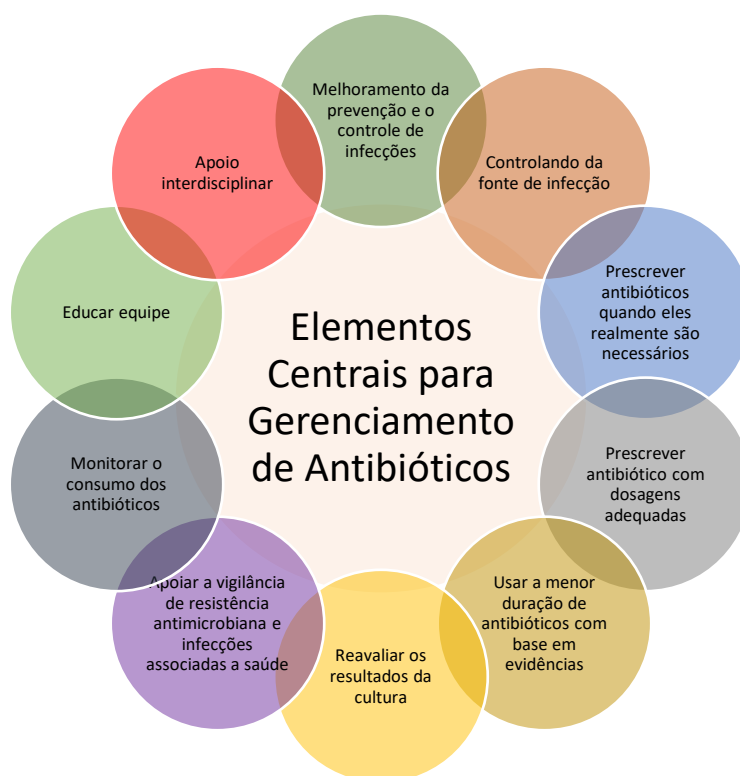 Melhoramento da
prevenção e o
controle de
infecções
Controlando da
fonte de infecção
Prescrever
antibióticos
quando eles
realmente são
necessários
Prescrever
antibiótico com
dosagens
adequadas
Usar a menor
duração de
antibióticos com
base em
evidências
Reavaliar os
resultados da
cultura
Apoiar a vigilância
de resistência
antimicrobiana e
infecções
associadas a saúde
Monitorar o
consumo dos
antibióticos
Educar equipe
Apoio
interdisciplinar
Elementos
Centrais para
Gerenciamento
de Antibióticos